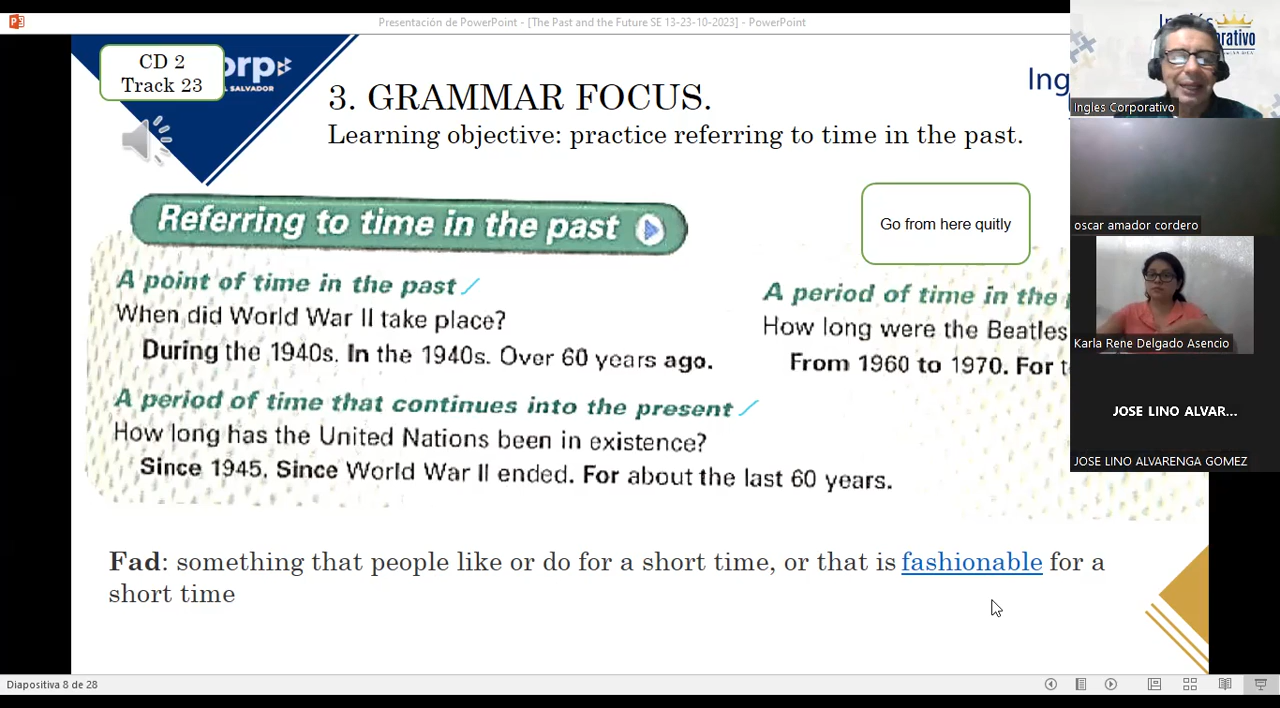 Presentación de PowerPoint - [The Past and the Future SE 13-23-10-2023] - PowerPoint
CD 2
Track 23
orp
L SALVADOR
3. GRAMMAR FOCUS.
Learning objective: practice referring to time in the past.
Ing
Inglés
orativo
Ingles Corporativo
Referring to time in the past
Go from here quitly
oscar amador cordero
A point of time in the past
When did World War II take place?
During the 1940s. In the 1940s. Over 60 years ago.
A period of time in the
How long were the Beatles
From 1960 to 1970. For t
Karla Rene Delgado Asencio
A period of time that continues into the present
How long has the United Nations been in existence?
Since 1945. Since World War II ended. For about the last 60 years.
JOSE LINO ALVAR...
JOSE LINO ALVARENGA GOMEZ
Fad: something that people like or do for a short time, or that is fashionable for a
short time
Diapositiva 8 de 28